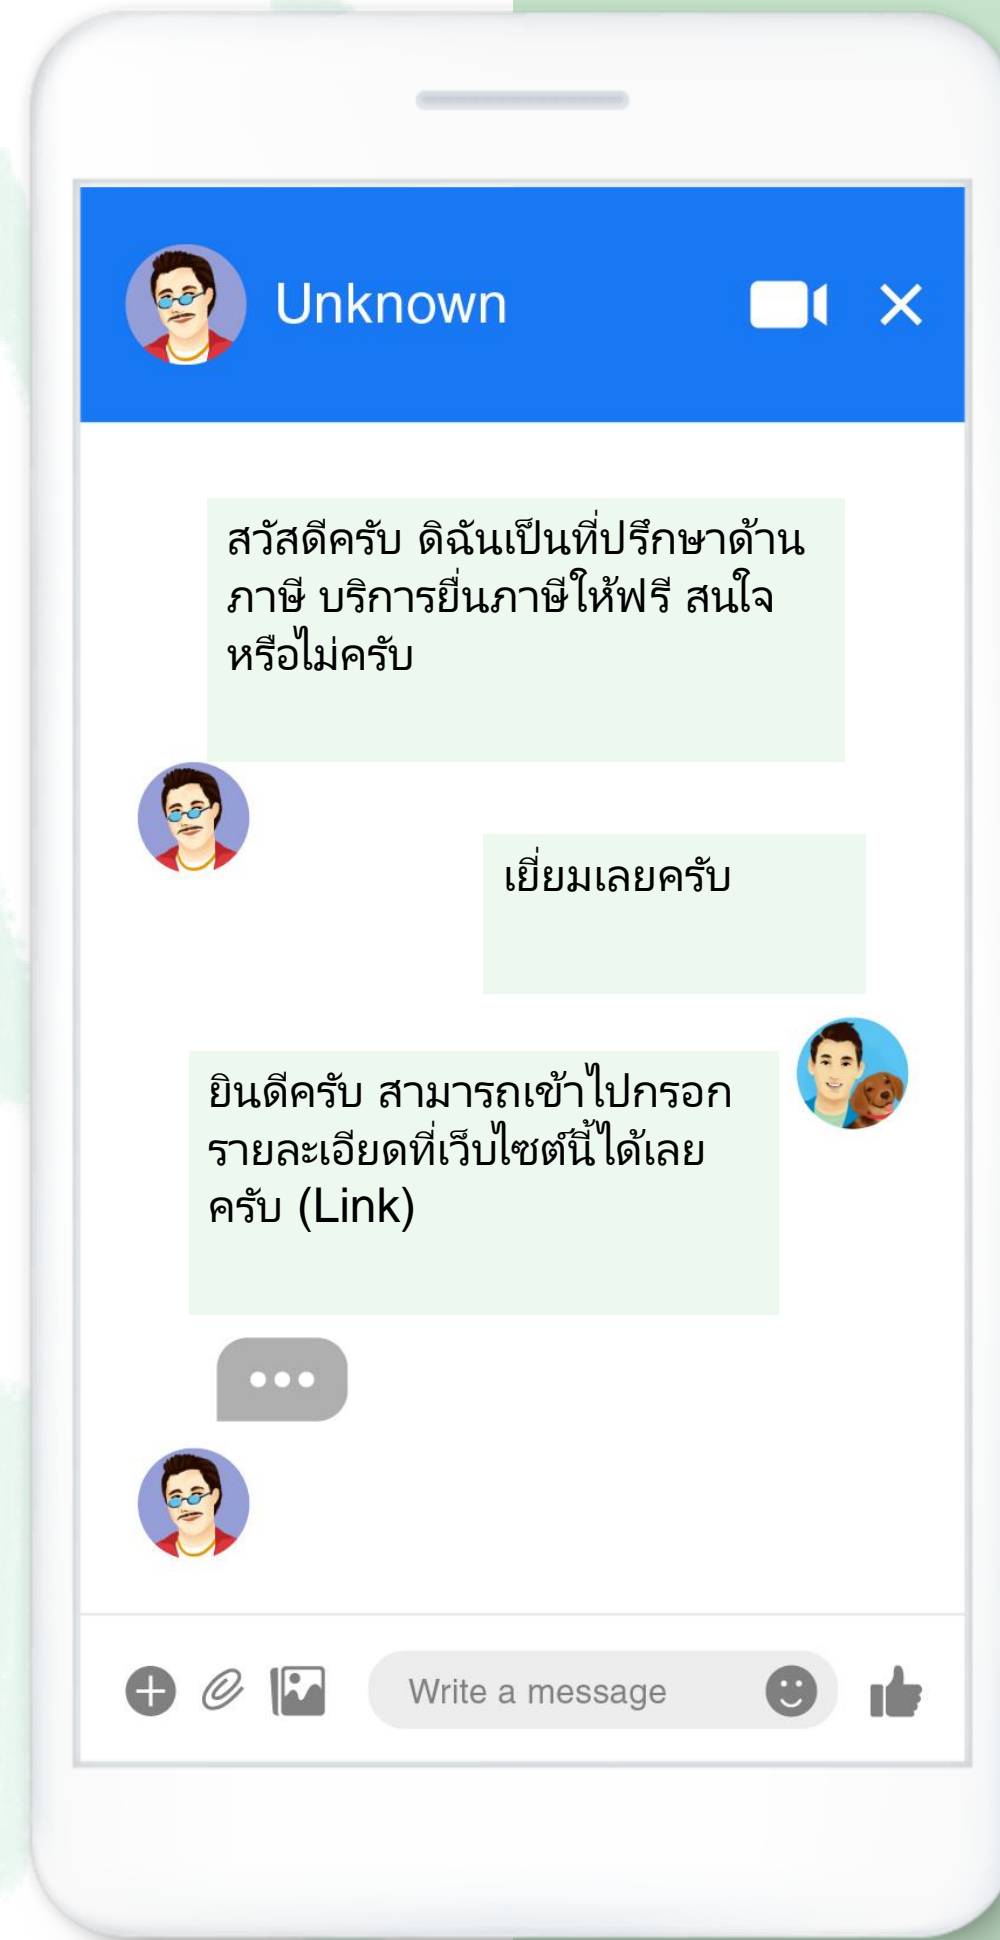 Unknown
สวัสดีครับ ดิฉันเป็นที่ปรึกษาด้าน
ภาษี บริการยื่นภาษีให้ฟรี สนใจ
หรือไม่ครับ
เยี่ยมเลยครับ
ยินดีครับ สามารถเข้าไปกรอก
รายละเอียดที่เว็บไซต์นี้ได้เลย
ครับ (Link)
Write a message